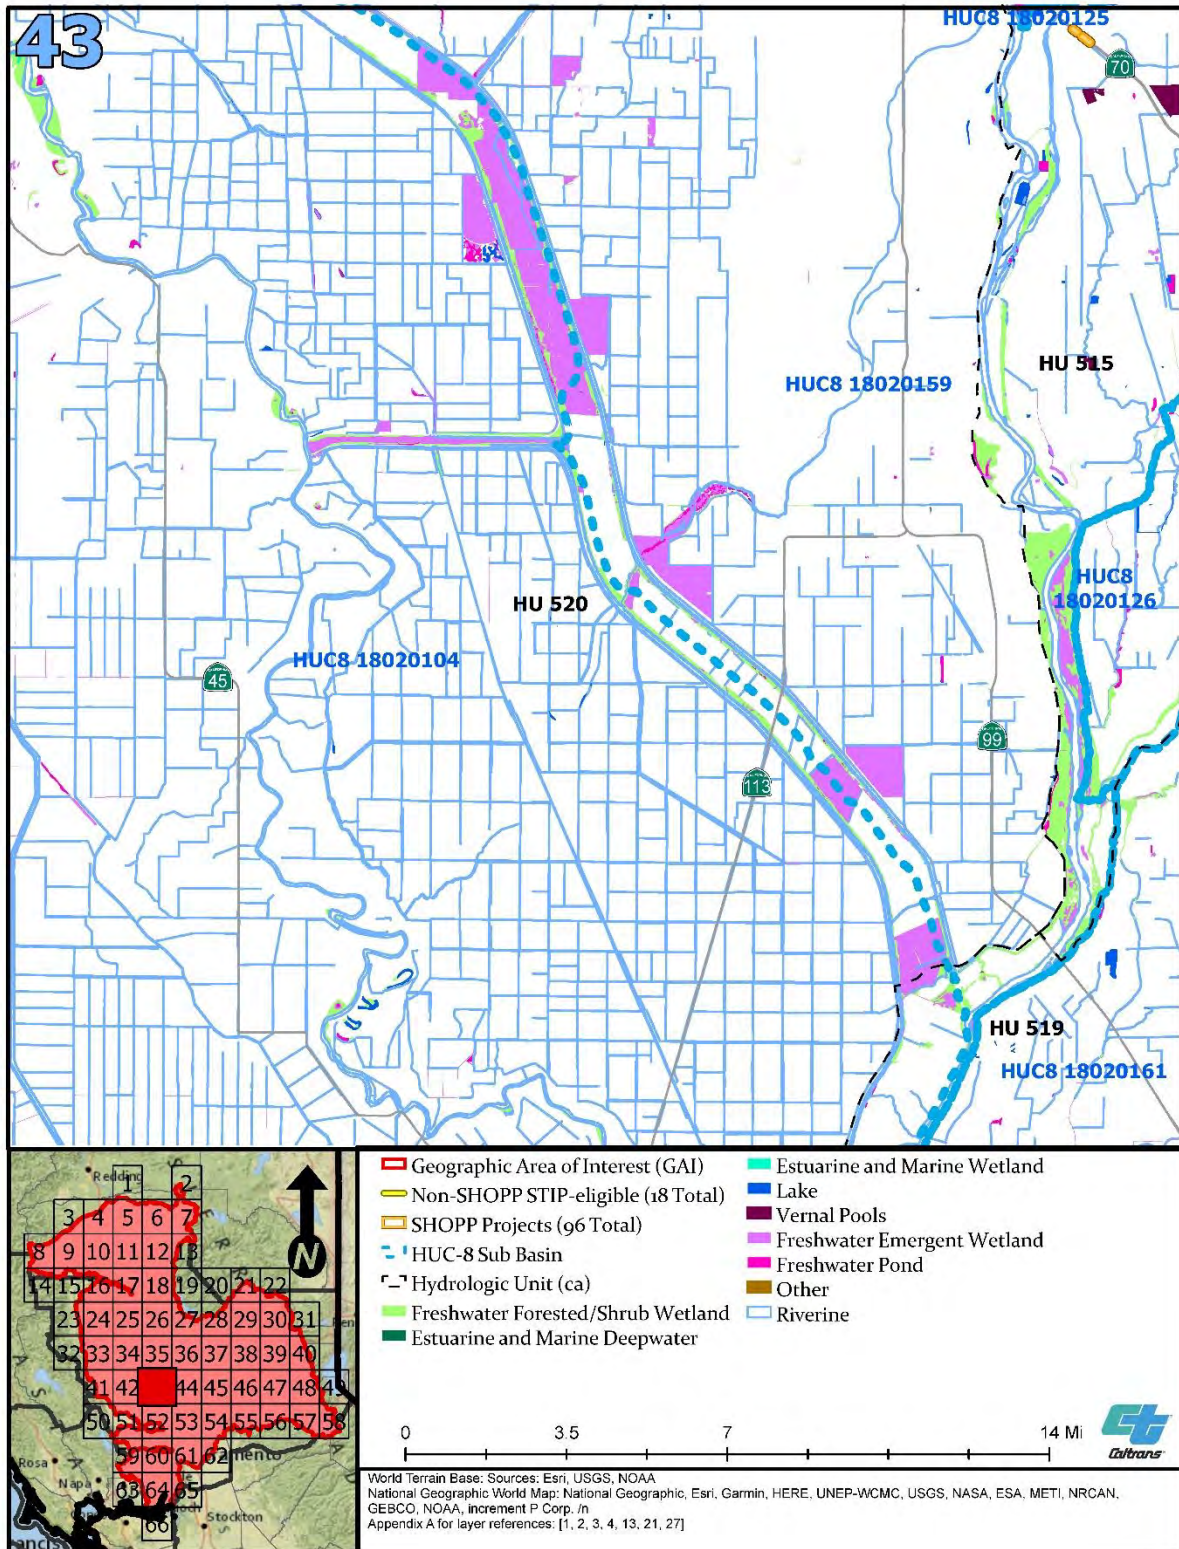 43
HUC8 18020125
70
HU 515
HUC8 18020159
HUC8
18020126
HU 520
HUC8 18020104
45
99
113
HU 519
HUC8 18020161
Redding
1 2
3 4 5 6 7
8 9 10 11 12 13
14 15 16 17 18 19 20 21 22
23 24 25 26 27 28 29 30 31
32 33 34 35 36 37 38 39 40
41 42 44 45 46 47 48 49
50 51 52 53 54 55 56 57 58
59 60 61 62
63 64 65
66
N
Rosa
Napa
Stockton
Geographic Area of Interest (GAI)
Non-SHOPP STIP-eligible (18 Total)
SHOPP Projects (96 Total)
HUC-8 Sub Basin
Hydrologic Unit (ca)
Freshwater Forested/Shrub Wetland
Estuarine and Marine Deepwater
Estuarine and Marine Wetland
Lake
Vernal Pools
Freshwater Emergent Wetland
Freshwater Pond
Other
Riverine
0 3.5 7 14 Mi
Caltrans
World Terrain Base: Sources: Esri, USGS, NOAA
National Geographic World Map: National Geographic, Esri, Garmin, HERE, UNEP-WCMC, USGS, NASA, ESA, METI, NRCAN,
GEBCO, NOAA, increment P Corp. /n
Appendix A for layer references: [1, 2, 3, 4, 13, 21, 27]